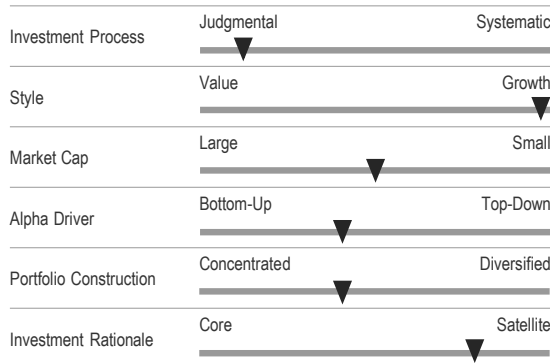 Judgmental Systematic
Investment Process
Value Growth
Style
Large Small
Market Cap
Bottom-Up Top-Down
Alpha Driver
Concentrated Diversified
Portfolio Construction
Core Satellite
Investment Rationale